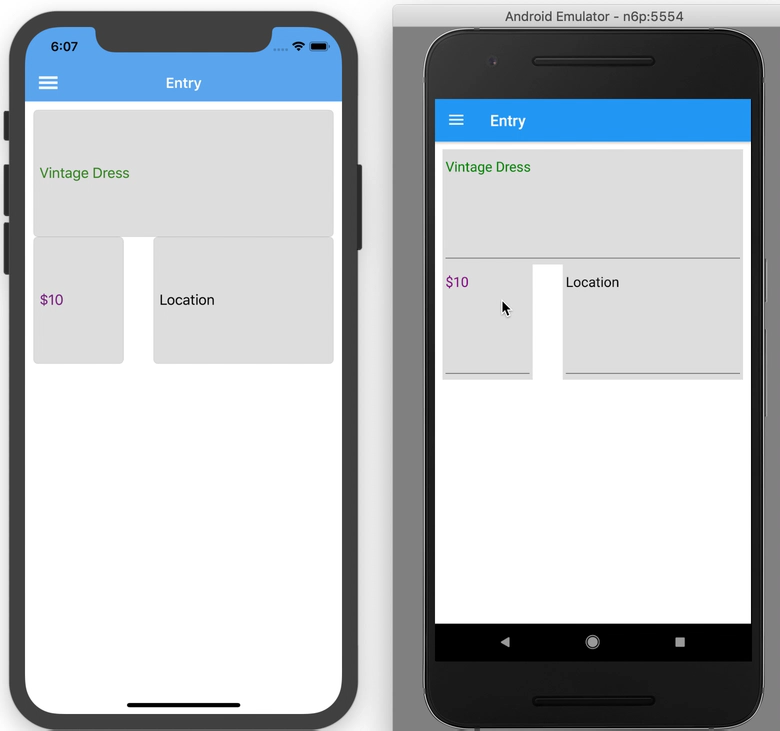 Android Emulator - n6p:5554
6:07
Entry
Vintage Dress
$10
Location
Entry
Vintage Dress
$10
Location